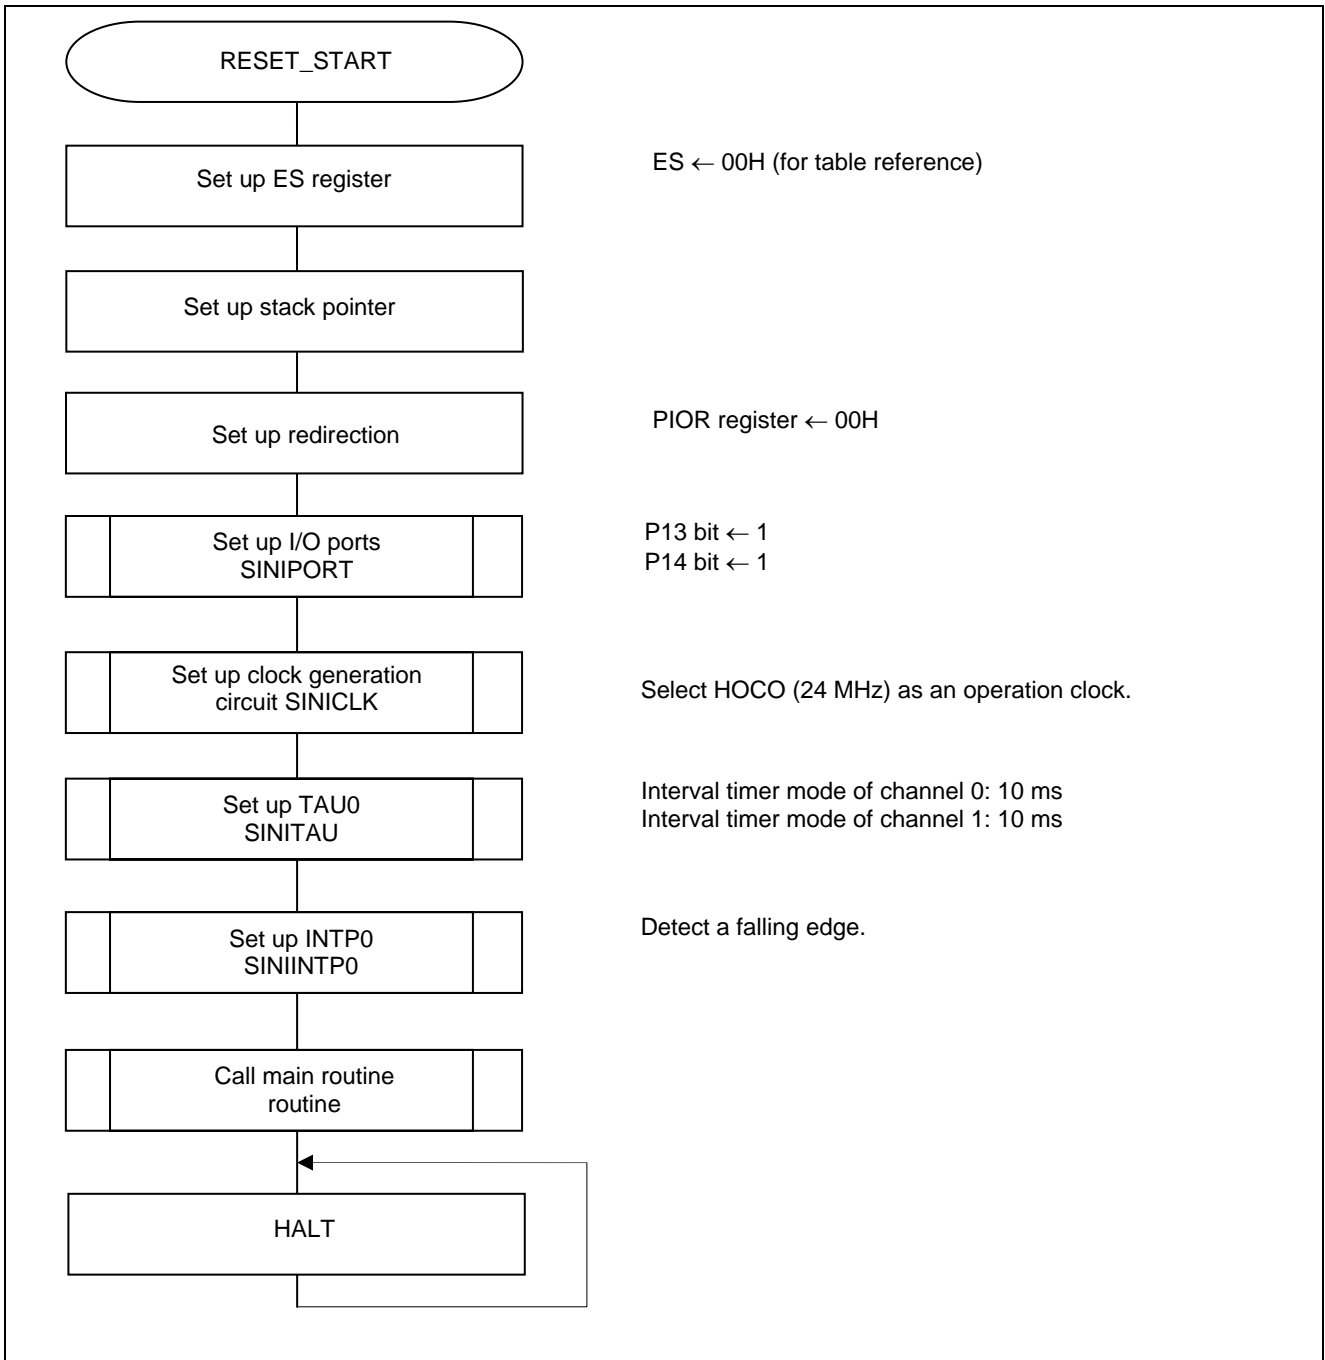 RESET_START
Set up ES register
ES ← 00H (for table reference)
Set up stack pointer
Set up redirection
PIOR register ← 00H
Set up I/O ports
SINIPORT
P13 bit ← 1
P14 bit ← 1
Set up clock generation
circuit SINICLK
Select HOCO (24 MHz) as an operation clock.
Set up TAU0
SINITAU
Interval timer mode of channel 0: 10 ms
Interval timer mode of channel 1: 10 ms
Set up INTP0
SINIINTP0
Detect a falling edge.
Call main routine
routine
HALT